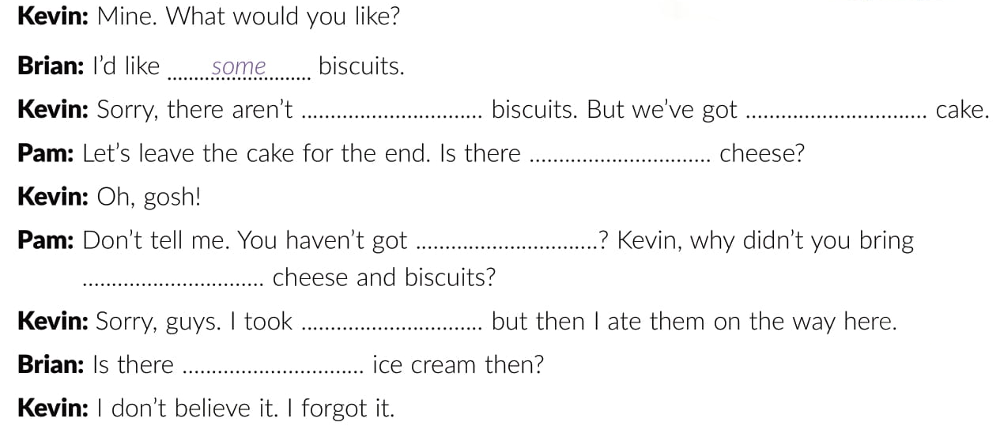 Kevin: Mine. What would you like?
Brian: I'd like ......some...... biscuits.
Kevin: Sorry, there aren't .............................. biscuits. But we've got .............................. cake.
Pam: Let's leave the cake for the end. Is there .............................. cheese?
Kevin: Oh, gosh!
Pam: Don't tell me. You haven't got ..............................? Kevin, why didn't you bring
.............................. cheese and biscuits?
Kevin: Sorry, guys. I took .............................. but then I ate them on the way here.
Brian: Is there .............................. ice cream then?
Kevin: I don't believe it. I forgot it.